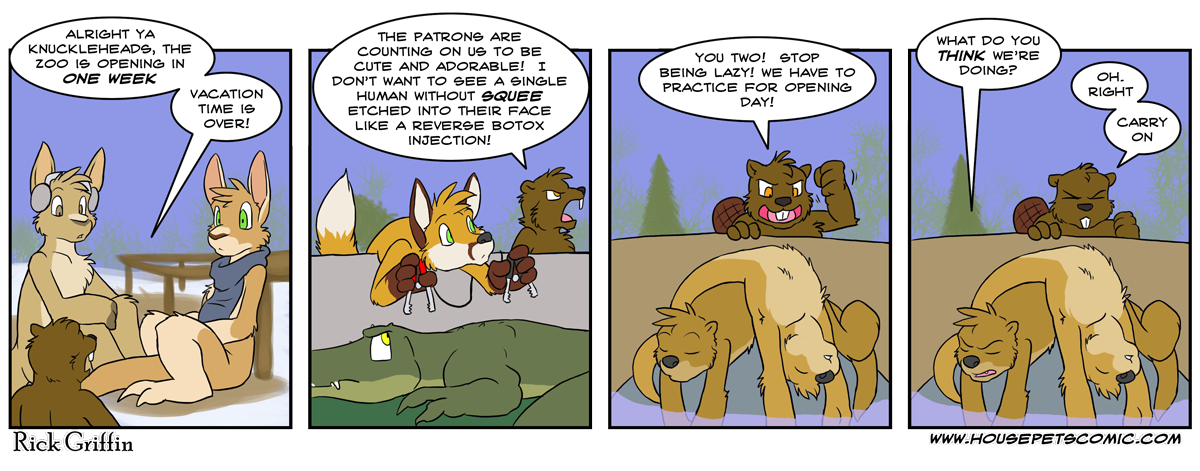 ALRIGHT YA
KNUCKLEHEADS, THE
ZOO IS OPENING IN
ONE WEEK
VACATION
TIME IS
OVER!
THE PATRONS ARE
COUNTING ON US TO BE
CUTE AND ADORABLE! I
DON'T WANT TO SEE A SINGLE
HUMAN WITHOUT SQUEE
ETCHED INTO THEIR FACE
LIKE A REVERSE BOTOX
INJECTION!
YOU TWO! STOP
BEING LAZY! WE HAVE TO
PRACTICE FOR OPENING
DAY!
WHAT DO YOU
THINK WE'RE
DOING?
OH.
RIGHT
CARRY
ON
Rick Griffin
WWW.HOUSEPETSCOMIC.COM